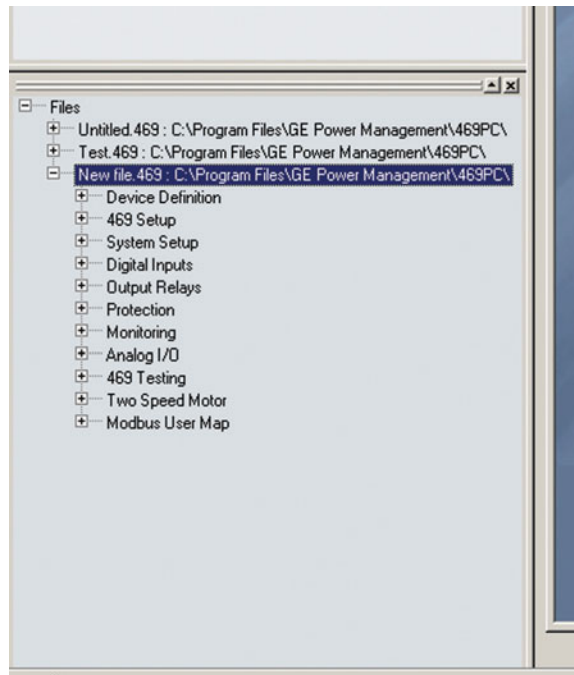 Files
Untitled.469 : C:\Program Files\GE Power Management\469PC\
Test.469 : C:\Program Files\GE Power Management\469PC\
New file.469 : C:\Program Files\GE Power Management\469PC\
Device Definition
469 Setup
System Setup
Digital Inputs
Output Relays
Protection
Monitoring
Analog I/O
469 Testing
Two Speed Motor
Modbus User Map